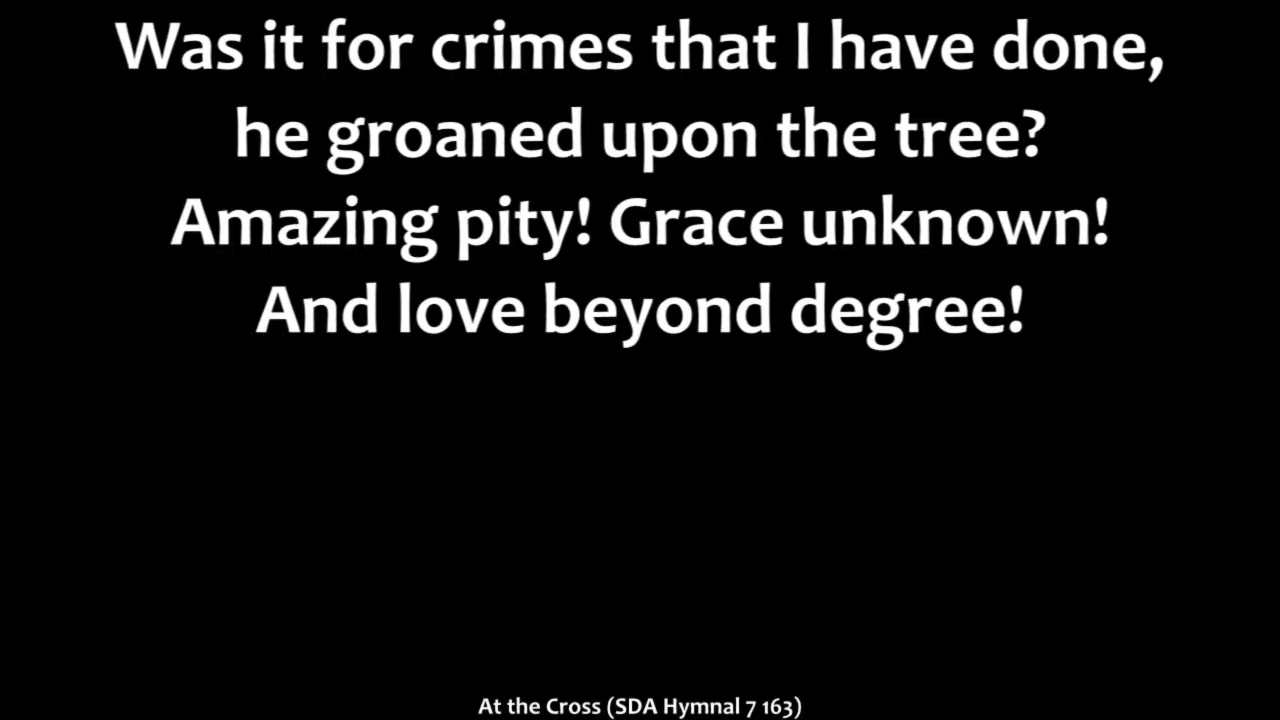 Was it for crimes that I have done,
he groaned upon the tree?
Amazing pity! Grace unknown!
And love beyond degree!
At the Cross (SDA Hymnal 7 163)